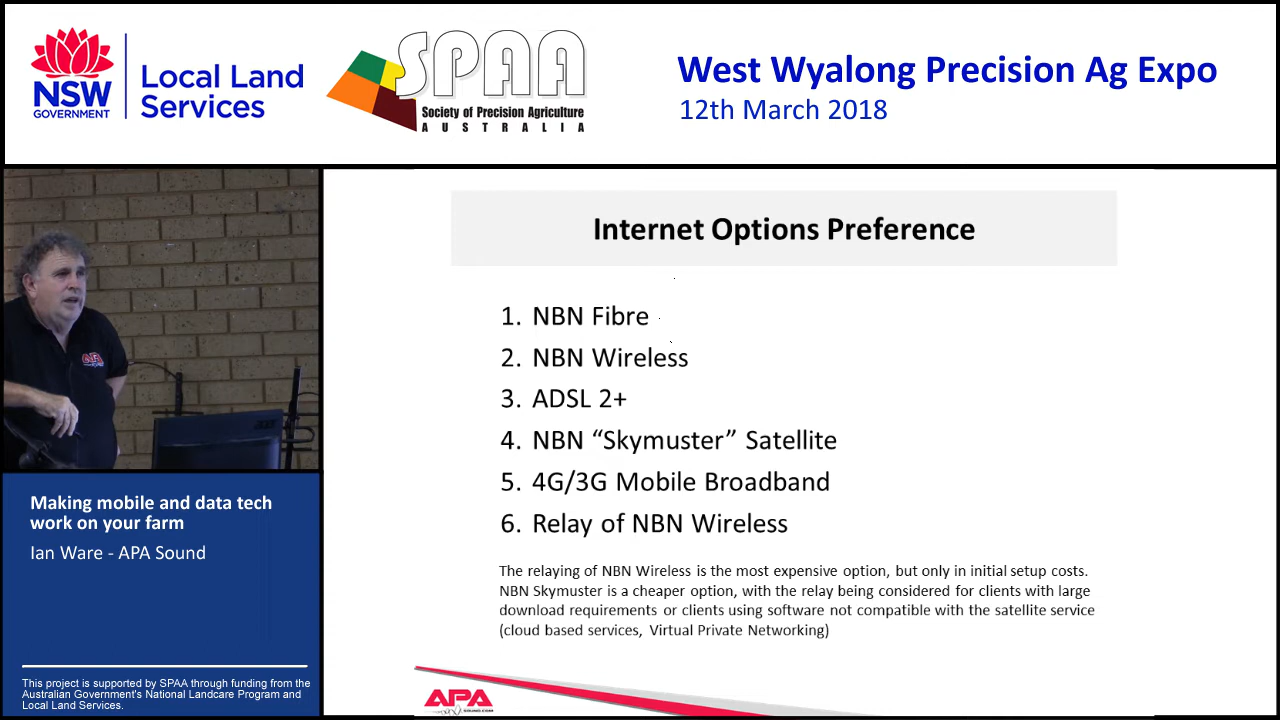 NSW
GOVERNMENT
Local Land
Services
SPAA
Society of Precision Agriculture
AUSTRALIA
West Wyalong Precision Ag Expo
12th March 2018
APA
acer
Internet Options Preference
1. NBN Fibre
2. NBN Wireless
3. ADSL 2+
4. NBN “Skymuster” Satellite
5. 4G/3G Mobile Broadband
6. Relay of NBN Wireless
The relaying of NBN Wireless is the most expensive option, but only in initial setup costs.
NBN Skymuster is a cheaper option, with the relay being considered for clients with large
download requirements or clients using software not compatible with the satellite service
(cloud based services, Virtual Private Networking)
Making mobile and data tech
work on your farm
Ian Ware - APA Sound
This project is supported by SPAA through funding from the
Australian Government's National Landcare Program and
Local Land Services.
APA